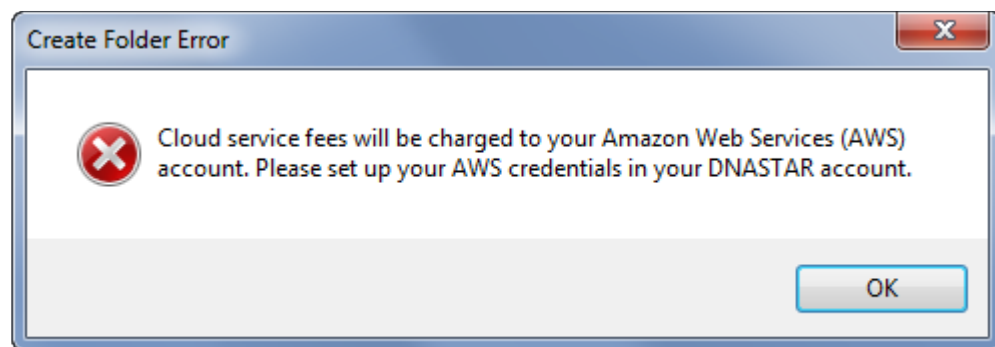 Create Folder Error
Cloud service fees will be charged to your Amazon Web Services (AWS)
account. Please set up your AWS credentials in your DNASTAR account.
OK